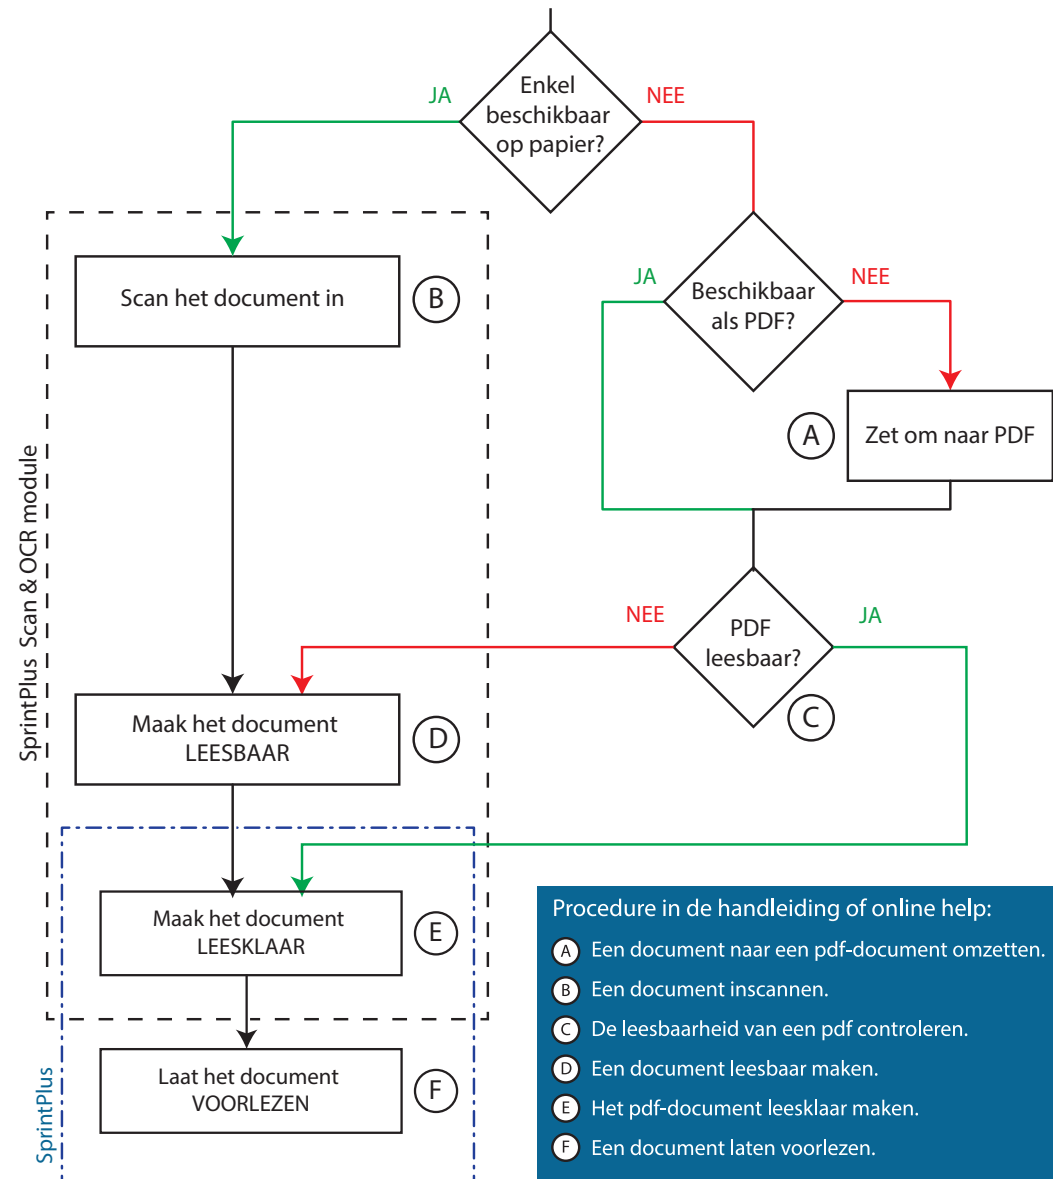 Enkel
beschikbaar
op papier?
JA
NEE
Scan het document in
B
JA
Beschikbaar
als PDF?
NEE
A
Zet om naar PDF
SprintPlus Scan & OCR module
NEE
PDF
leesbaar?
JA
C
Maak het document
LEESBAAR
D
Maak het document
LEESKLAAR
E
Laat het document
VOORLEZEN
F
SprintPlus
Procedure in de handleiding of online help:
A Een document naar een pdf-document omzetten.
B Een document inscannen.
C De leesbaarheid van een pdf controleren.
D Een document leesbaar maken.
E Het pdf-document leesklaar maken.
F Een document laten voorlezen.